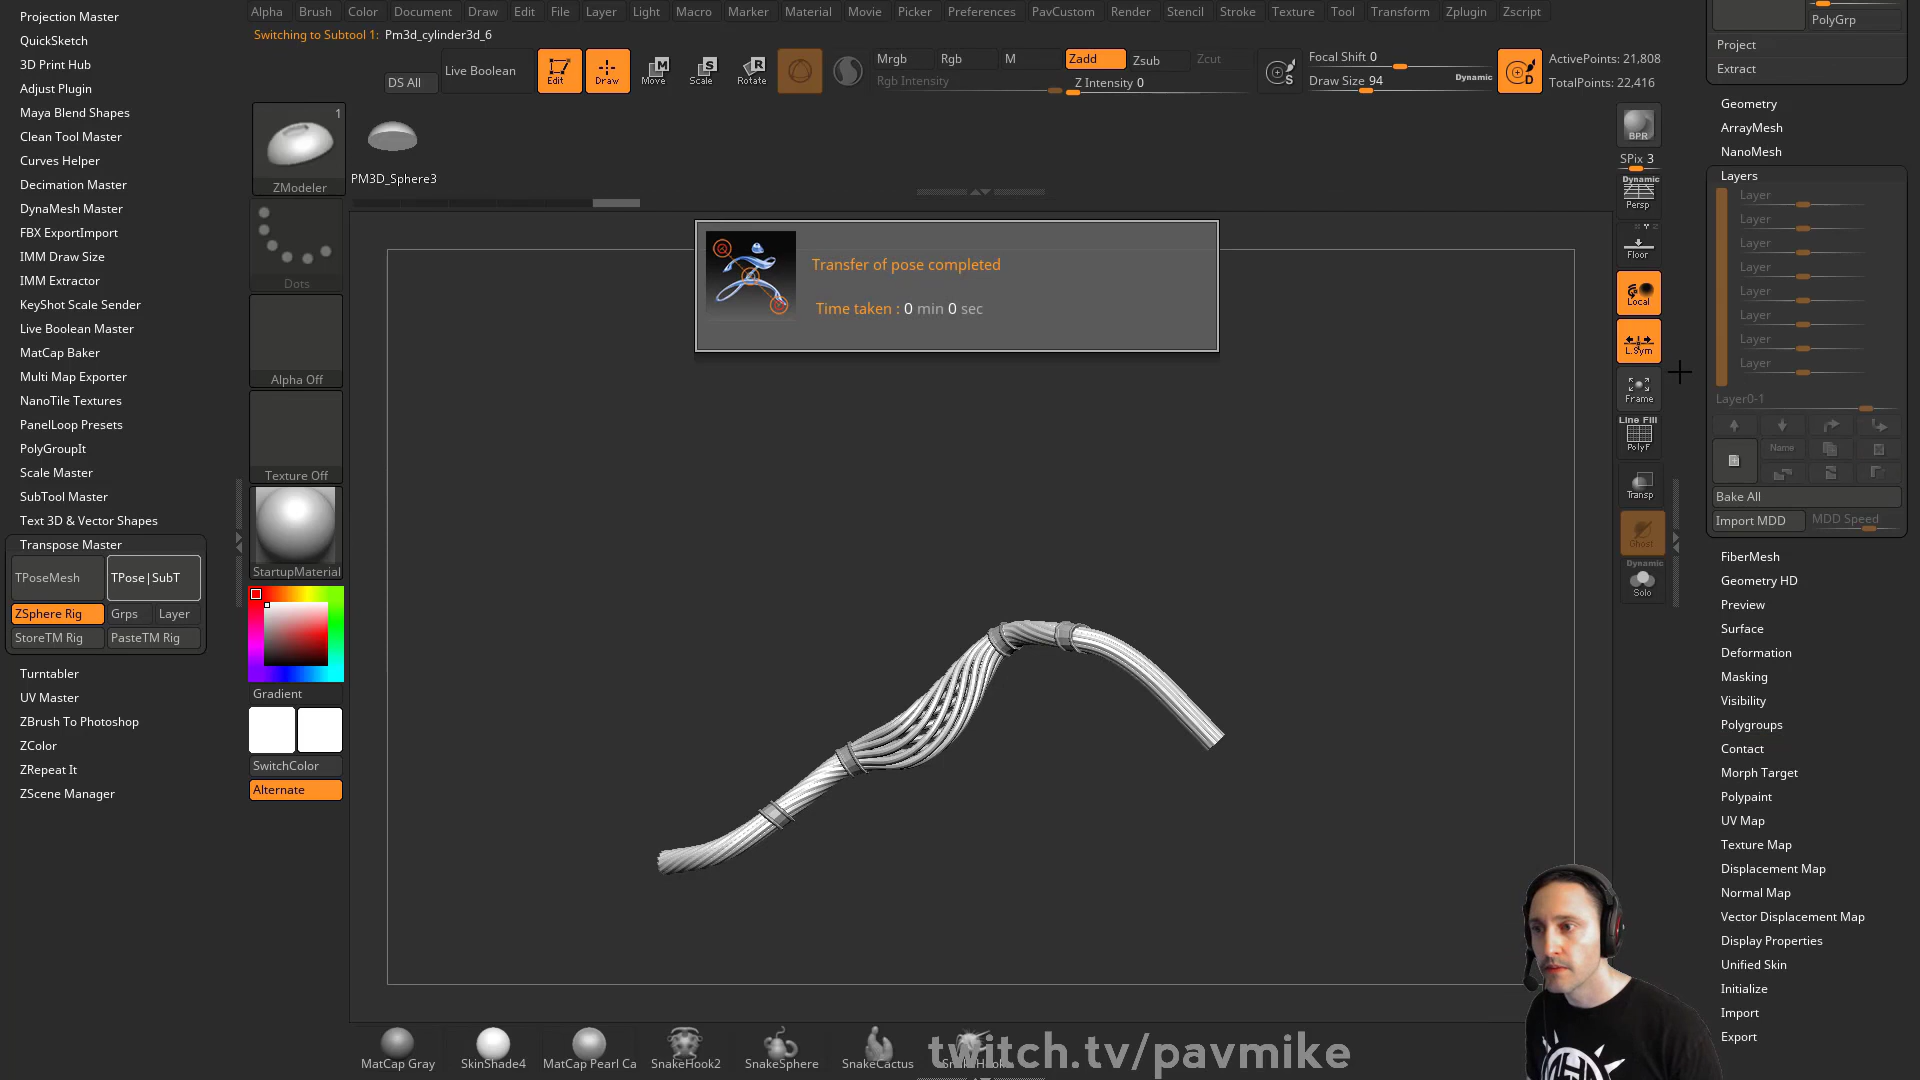 Alpha Brush Color Document Draw Edit File Layer Light Macro Marker Material Movie Picker Preferences PavCustom Render Stencil Stroke Texture Tool Transform Zplugin Zscript
Switching to Subtool 1: Pm3d_cylinder3d_6
DS All
Live Boolean
Edit
Draw
Move
Scale
Rotate
Mrgb Rgb M
Rgb Intensity
Zadd Zsub Zcut
Z Intensity 0
Focal Shift 0
Draw Size 94 Dynamic
ActivePoints: 21,808
TotalPoints: 22,416
Projection Master
QuickSketch
3D Print Hub
Adjust Plugin
Maya Blend Shapes
Clean Tool Master
Curves Helper
Decimation Master
DynaMesh Master
FBX ExportImport
IMM Draw Size
IMM Extractor
KeyShot Scale Sender
Live Boolean Master
MatCap Baker
Multi Map Exporter
NanoTile Textures
PanelLoop Presets
PolyGroupIt
Scale Master
SubTool Master
Text 3D & Vector Shapes
Transpose Master
TPoseMesh
TPose|SubT
ZSphere Rig
Grps
Layer
StoreTM Rig
PasteTM Rig
Turntabler
UV Master
ZBrush To Photoshop
ZColor
ZRepeat It
ZScene Manager
1
ZModeler
PM3D_Sphere3
Dots
Alpha Off
Texture Off
StartupMaterial
Gradient
SwitchColor
Alternate
Transfer of pose completed
Time taken : 0 min 0 sec
BPR
SPix 3
Dynamic
Persp
Floor
Local
L.Sym
Frame
Line Fill
PolyF
Transp
Ghost
Dynamic
Solo
PolyGrp
Project
Extract
Geometry
ArrayMesh
NanoMesh
Layers
Layer
Layer
Layer
Layer
Layer
Layer
Layer
Layer
Layer0-1
Name
Bake All
Import MDD
MDD Speed
FiberMesh
Geometry HD
Preview
Surface
Deformation
Masking
Visibility
Polygroups
Contact
Morph Target
Polypaint
UV Map
Texture Map
Displacement Map
Normal Map
Vector Displacement Map
Display Properties
Unified Skin
Initialize
Import
Export
MatCap Gray
SkinShade4
MatCap Pearl Ca
SnakeHook2
SnakeSphere
SnakeCactus
twitch.tv/pavmike